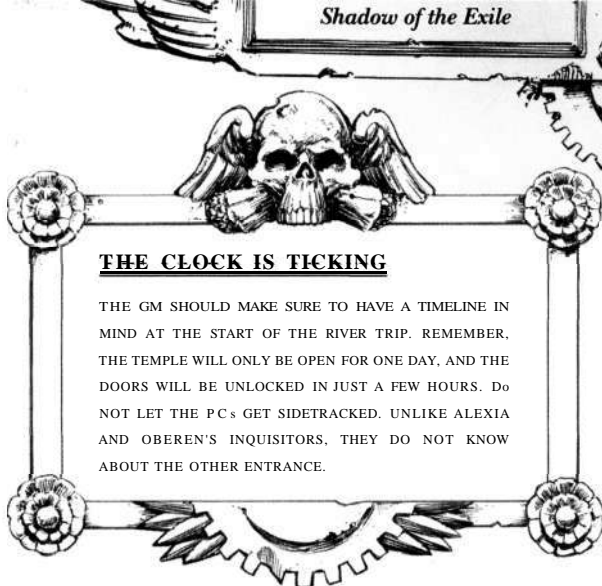 Shadow of the Exile
THE CLOCK IS TICKING
THE GM SHOULD MAKE SURE TO HAVE A TIMELINE IN
MIND AT THE START OF THE RIVER TRIP. REMEMBER,
THE TEMPLE WILL ONLY BE OPEN FOR ONE DAY, AND THE
DOORS WILL BE UNLOCKED IN JUST A FEW HOURS. Do
NOT LET THE PCs GET SIDETRACKED. UNLIKE ALEXIA
AND OBEREN'S INQUISITORS, THEY DO NOT KNOW
ABOUT THE OTHER ENTRANCE.